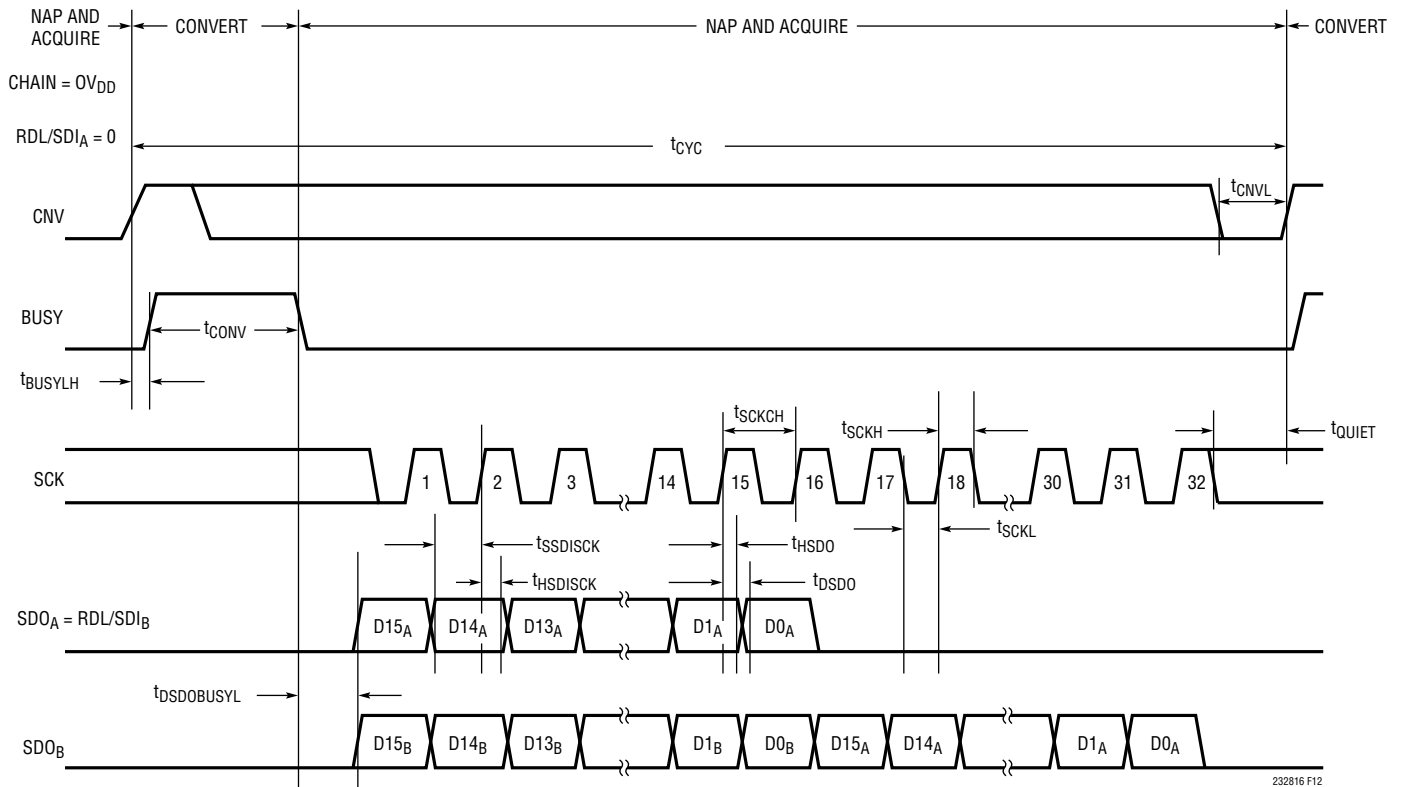 NAP AND
ACQUIRE
CONVERT
NAP AND ACQUIRE
CONVERT
CHAIN = OVDD
RDL/SDIA = 0
tCYC
tCNVL
CNV
BUSY
tCONV
tBUSYLH
tSCKCH
tSCKH
tQUIET
SCK
1
2
3
14
15
16
17
18
30
31
32
tSSDISCK
tHSDO
tSCKL
tHSDISCK
tDSDO
SDOA = RDL/SDIB
D15A
D14A
D13A
D1A
D0A
tDSDOBUSYL
SDOB
D15B
D14B
D13B
D1B
D0B
D15A
D14A
D1A
D0A
232816 F12